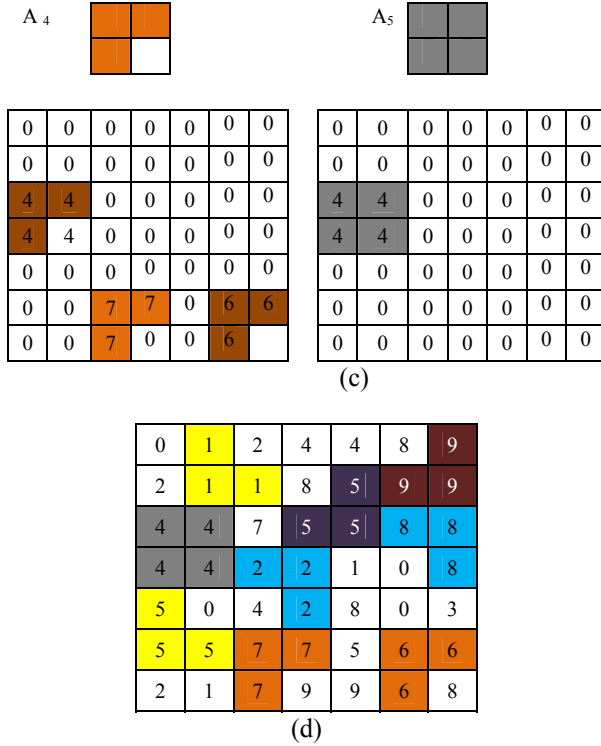 A 4 A5
0 0 0 0 0 0 0 0 0 0 0 0 0 0
0 0 0 0 0 0 0 0 0 0 0 0 0 0
4 4 0 0 0 0 0 4 4 0 0 0 0 0
4 4 0 0 0 0 0 4 4 0 0 0 0 0
0 0 0 0 0 0 0 0 0 0 0 0 0 0
0 0 7 7 0 6 6 0 0 0 0 0 0 0
0 0 7 0 0 6 0 0 0 0 0 0 0
(c)
0 1 2 4 4 8 9
2 1 1 8 5 9 9
4 4 7 5 5 8 8
4 4 2 2 1 0 8
5 0 4 2 8 0 3
5 5 7 7 5 6 6
2 1 7 9 9 6 8
(d)